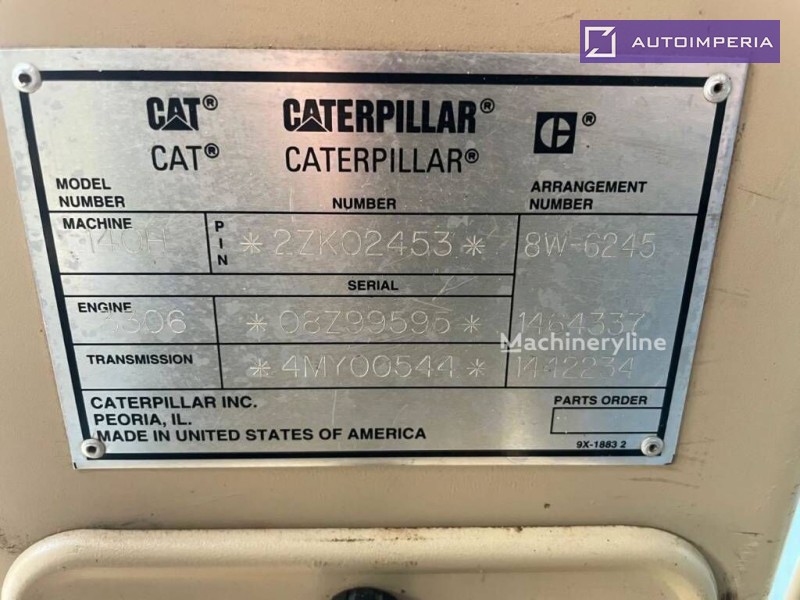 AUTOIMPERIA
CAT® CATERPILLAR® ®
CAT® CATERPILLAR®
MODEL NUMBER NUMBER ARRANGEMENT NUMBER
MACHINE 140H PIN *2ZK02453* 8W-6245
SERIAL
ENGINE 3306 *08Z99596* 1464337
Machineryline
TRANSMISSION *4MY00544* 1442234
CATERPILLAR INC. PARTS ORDER
PEORIA, IL.
MADE IN UNITED STATES OF AMERICA
9X-1883 2